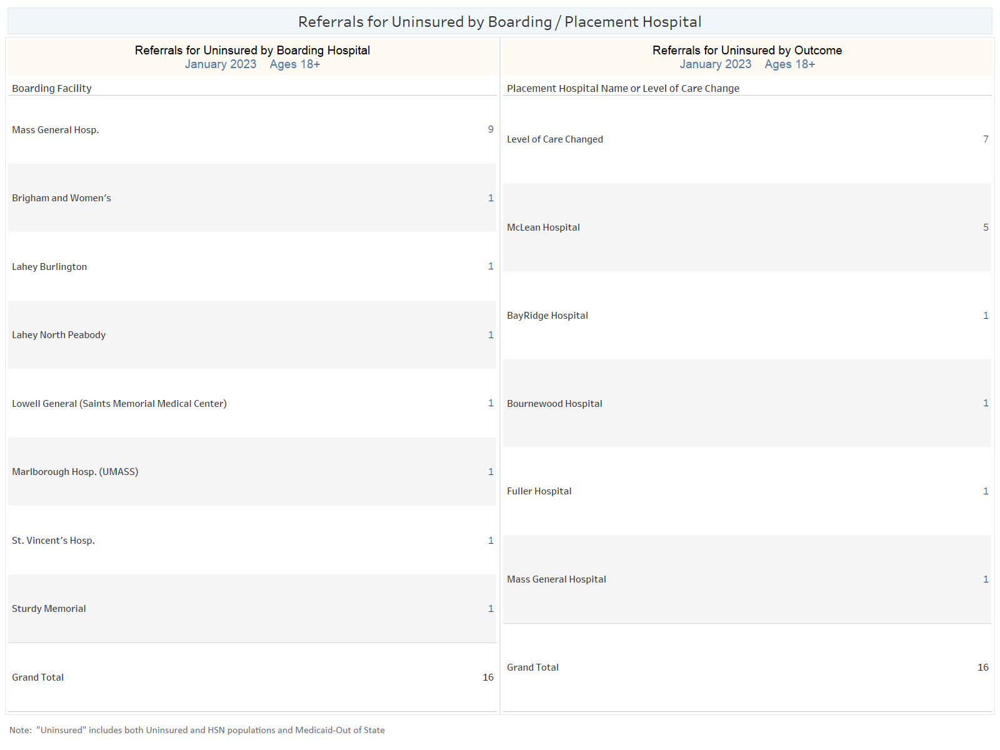 Referrals for Uninsured by Boarding / Placement Hospital
Referrals for Uninsured by Boarding Hospital
January 2023 Ages 18+
Boarding Facility
Mass General Hosp. 9
Brigham and Women's 1
Lahey Burlington 1
Lahey North Peabody 1
Lowell General (Saints Memorial Medical Center) 1
Marlborough Hosp. (UMASS) 1
St. Vincent's Hosp. 1
Sturdy Memorial 1
Grand Total 16
Referrals for Uninsured by Outcome
January 2023 Ages 18+
Placement Hospital Name or Level of Care Change
Level of Care Changed 7
McLean Hospital 5
BayRidge Hospital 1
Bournewood Hospital 1
Fuller Hospital 1
Mass General Hospital 1
Grand Total 16
Note: "Uninsured" includes both Uninsured and HSN populations and Medicaid-Out of State